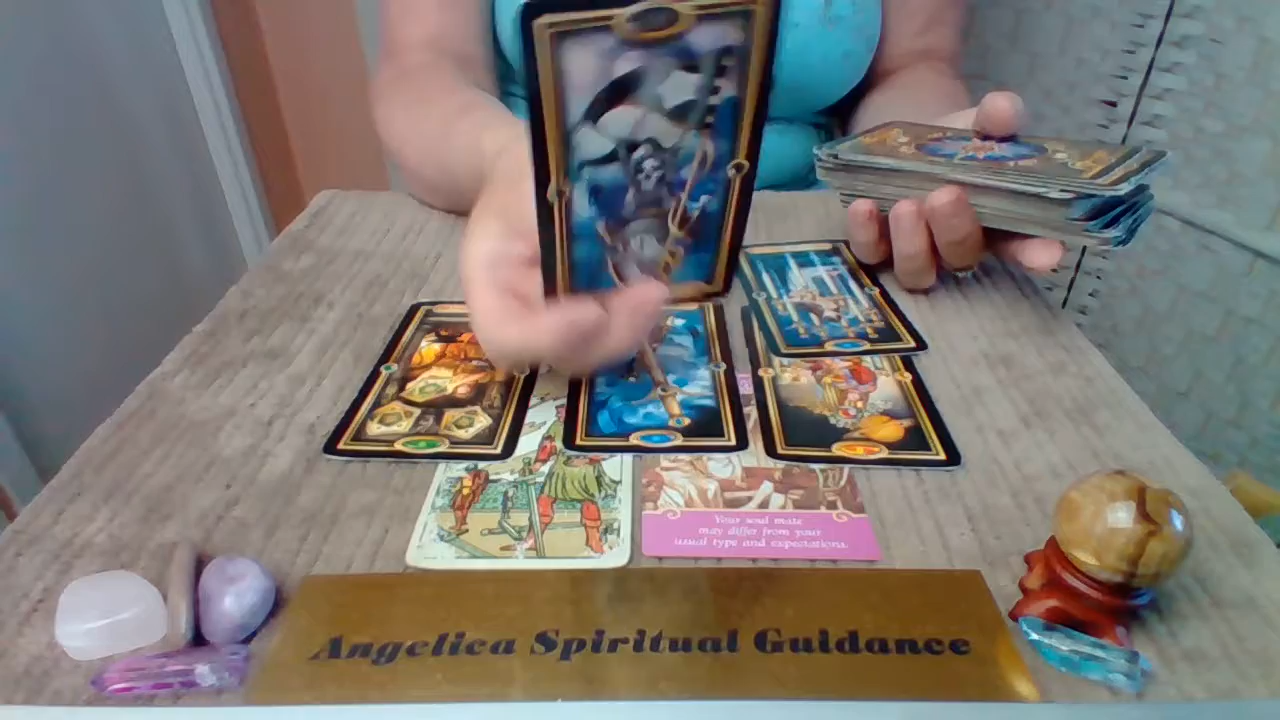 Your soul mate
may differ from your
usual type and expectations.
Angelica Spiritual Guidance